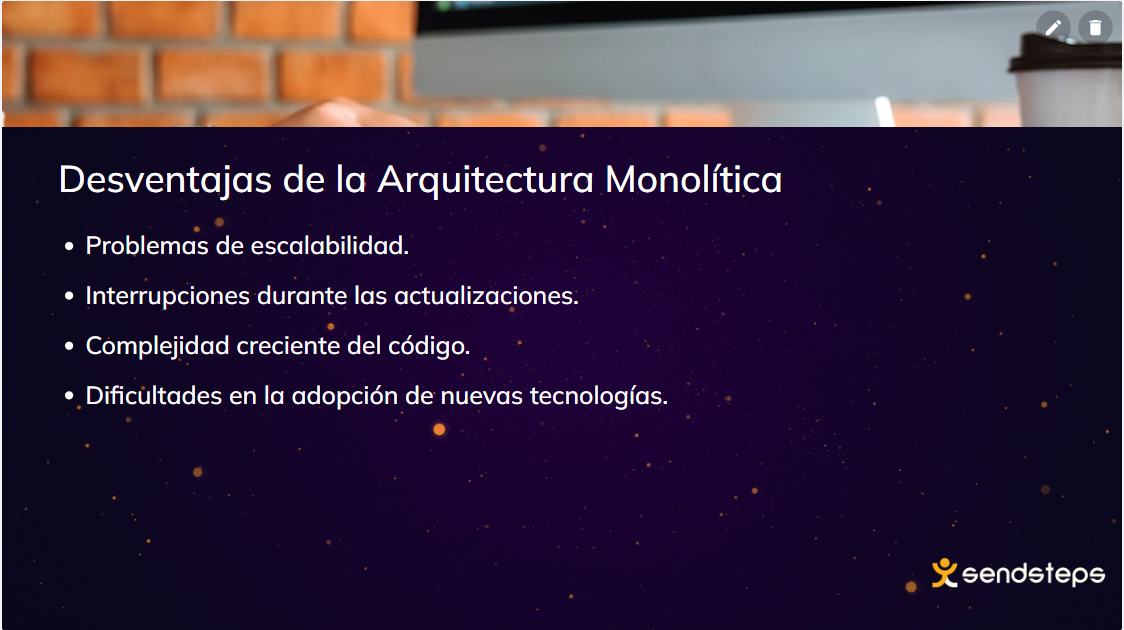 Desventajas de la Arquitectura Monolítica
• Problemas de escalabilidad.
• Interrupciones durante las actualizaciones.
• Complejidad creciente del código.
• Dificultades en la adopción de nuevas tecnologías.
sendsteps